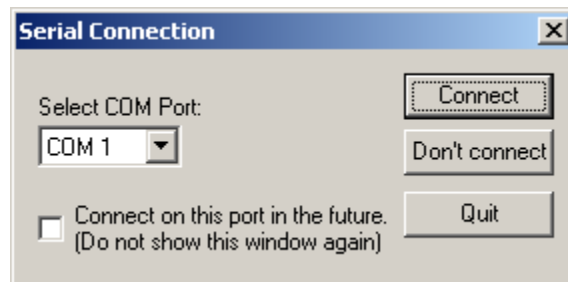 Serial Connection
Select COM Port:
COM 1
Connect
Don't connect
Connect on this port in the future.
(Do not show this window again)
Quit